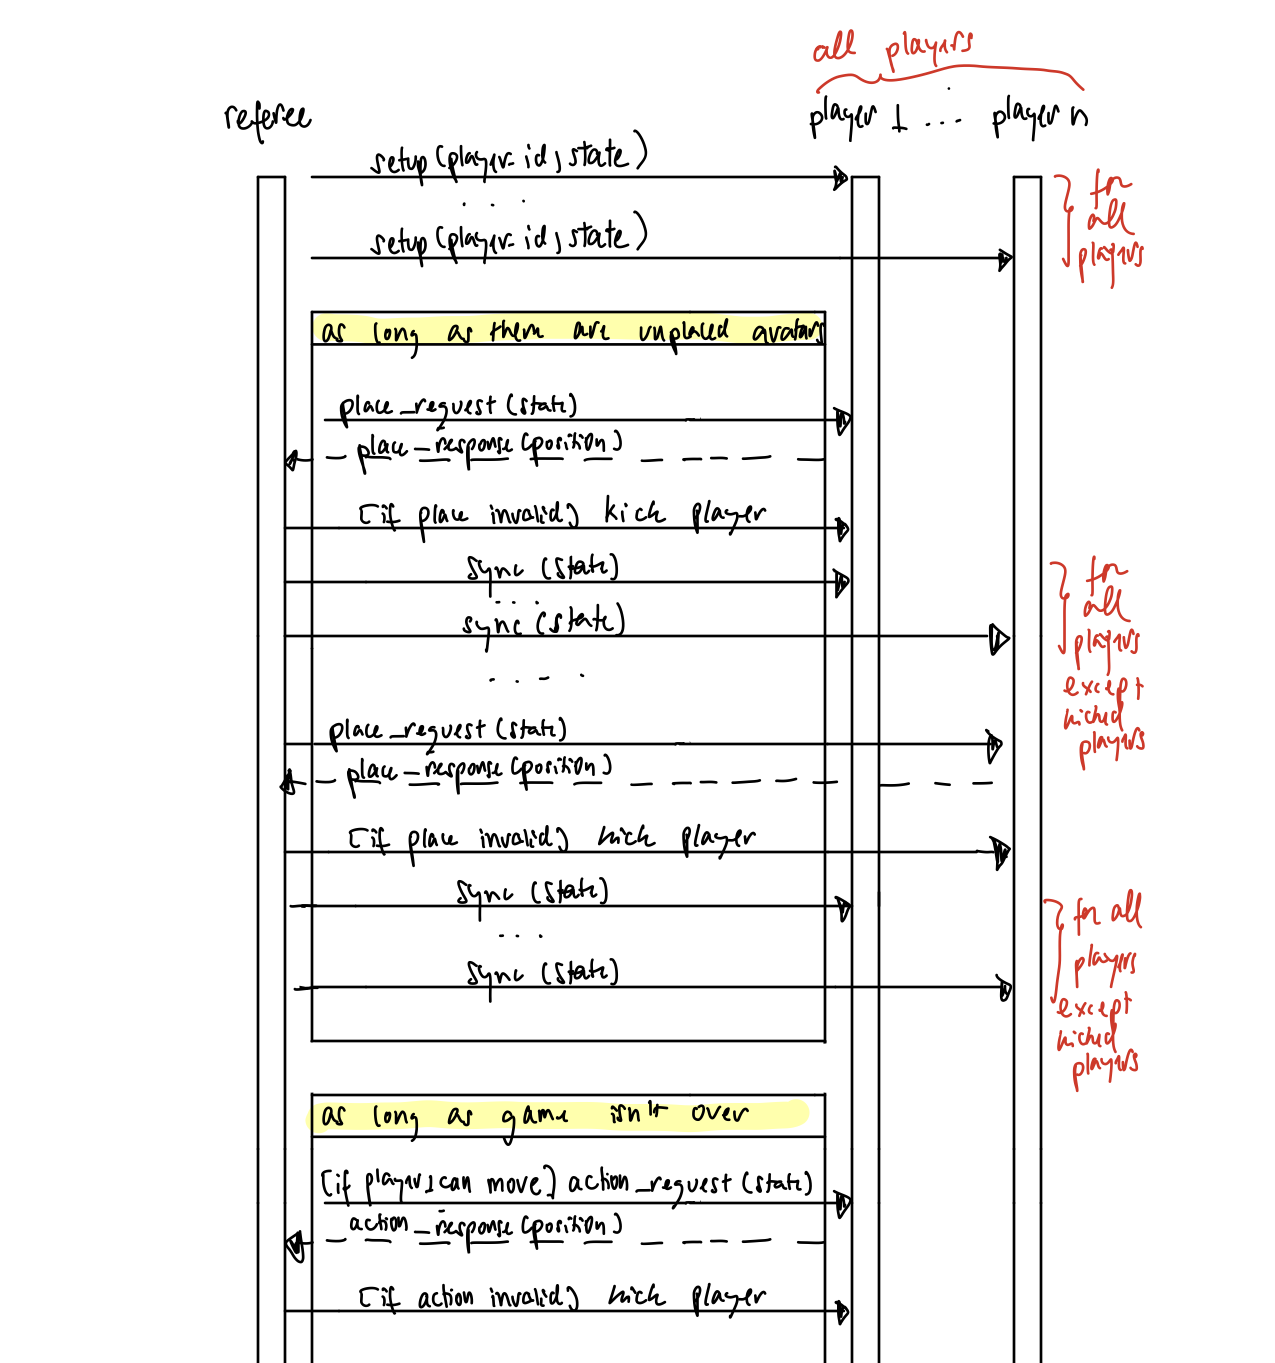 all players
referee
player 1 ... player n
setup(player-id, state)
. . .
setup(player-id, state)
for
all
players
as long as there are unplaced avatars
place_request (state)
place_response (position)
[if place invalid] kick player
sync (state)
. . .
sync (state)
. . . .
for
all
players
except
kicked
players
place_request (state)
place_response (position)
[if place invalid] kick player
sync (state)
. . .
sync (state)
for all
players
except
kicked
players
as long as game isn't over
[if player 1 can move] action_request (state)
action_response (position)
[if action invalid] kick player